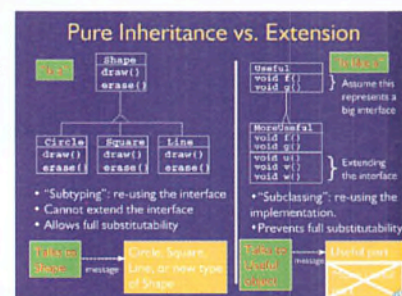 Pure Inheritance vs. Extension
Shape
draw()
erase()
Circle
draw()
erase()
Square
draw()
erase()
Line
draw()
erase()
• "Subtyping": re-using the interface
• Cannot extend the interface
• Allows full substitutability
Talks to
Shape
message
Circle, Square,
Line, or new type
of Shape
Useful
void f()
void g()
Assume this
represents a
big interface
MoreUseful
void f()
void g()
void u()
void v()
void w()
Extending
the interface
• "Subclassing": re-using the
implementation.
• Prevents full substitutability
Talks to
Useful
object
message
Useful part